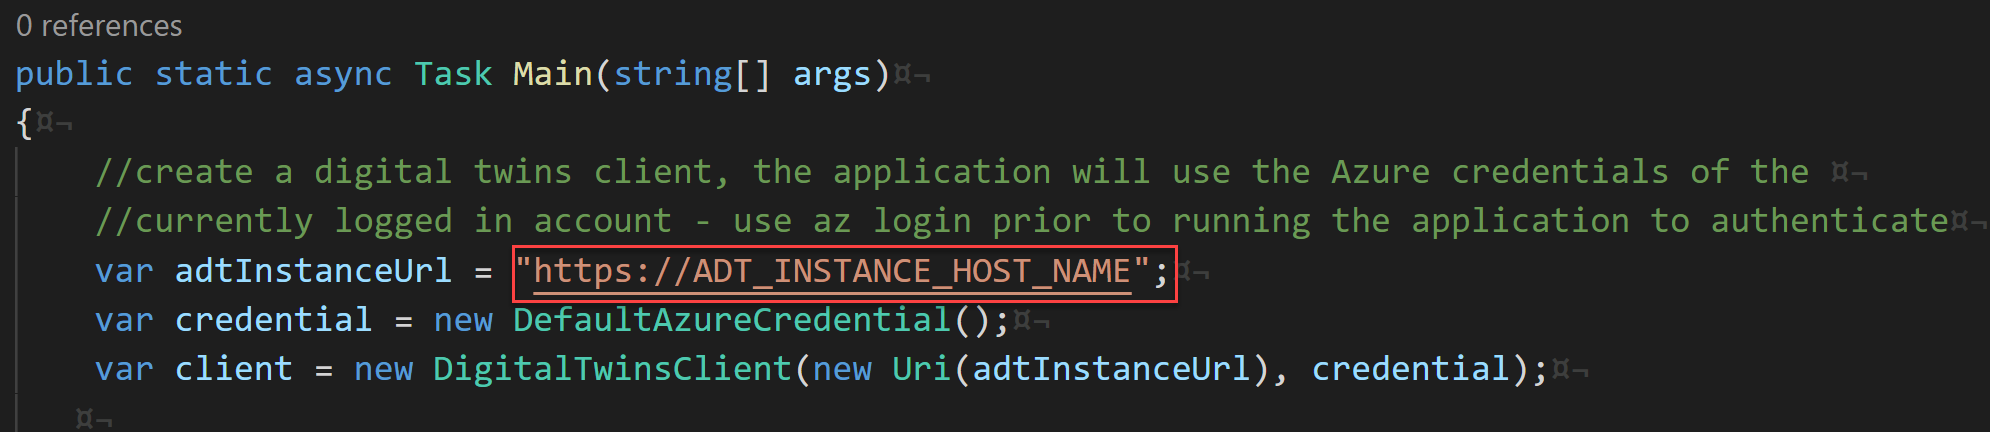 0 references
public static async Task Main(string[] args)¤¬
{¤¬
//create a digital twins client, the application will use the Azure credentials of the ¤¬
//currently logged in account - use az login prior to running the application to authenticate¤¬
var adtInstanceUrl = "https://ADT_INSTANCE_HOST_NAME";¤¬
var credential = new DefaultAzureCredential();¤¬
var client = new DigitalTwinsClient(new Uri(adtInstanceUrl), credential);¤¬
¤¬